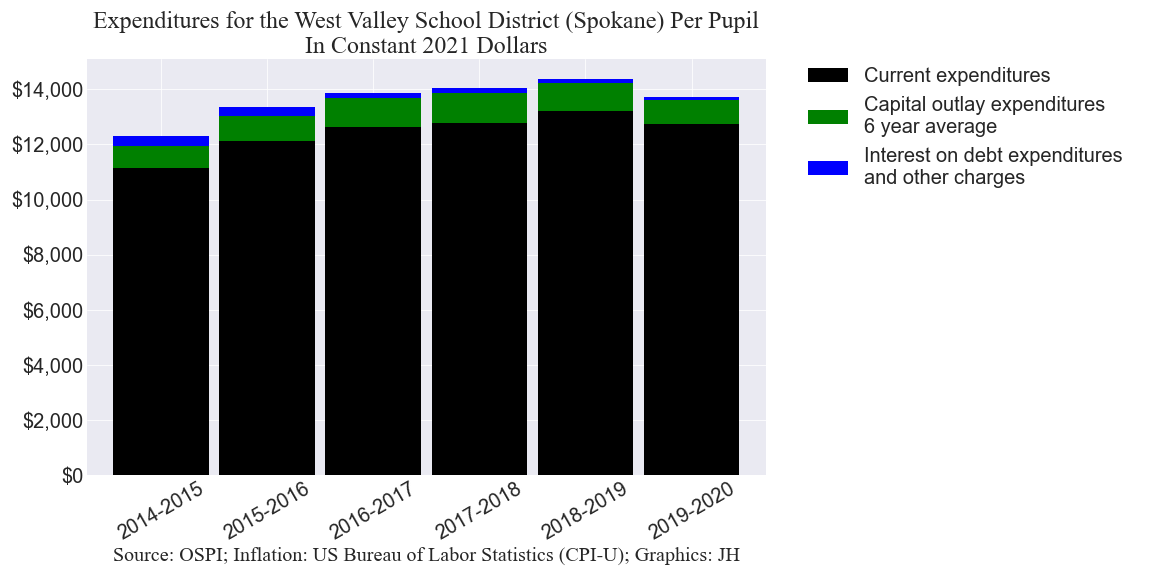 Expenditures for the West Valley School District (Spokane) Per Pupil
In Constant 2021 Dollars
$14,000
$12,000
$10,000
$8,000
$6,000
$4,000
$2,000
$0
2014-2015
2015-2016
2016-2017
2017-2018
2018-2019
2019-2020
Current expenditures
Capital outlay expenditures
6 year average
Interest on debt expenditures
and other charges
Source: OSPI; Inflation: US Bureau of Labor Statistics (CPI-U); Graphics: JH